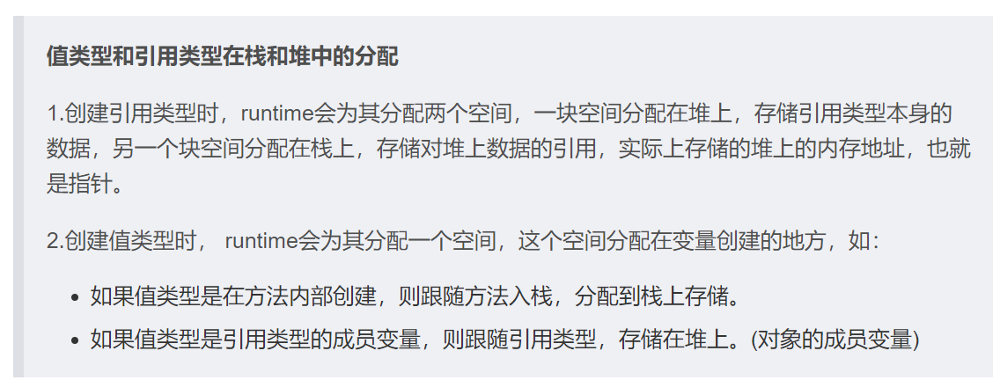 值类型和引用类型在栈和堆中的分配
1.创建引用类型时，runtime会为其分配两个空间，一块空间分配在堆上，存储引用类型本身的
数据，另一个块空间分配在栈上，存储对堆上数据的引用，实际上存储的堆上的内存地址，也就
是指针。
2.创建值类型时， runtime会为其分配一个空间，这个空间分配在变量创建的地方，如：
• 如果值类型是在方法内部创建，则跟随方法入栈，分配到栈上存储。
• 如果值类型是引用类型的成员变量，则跟随引用类型，存储在堆上。(对象的成员变量)